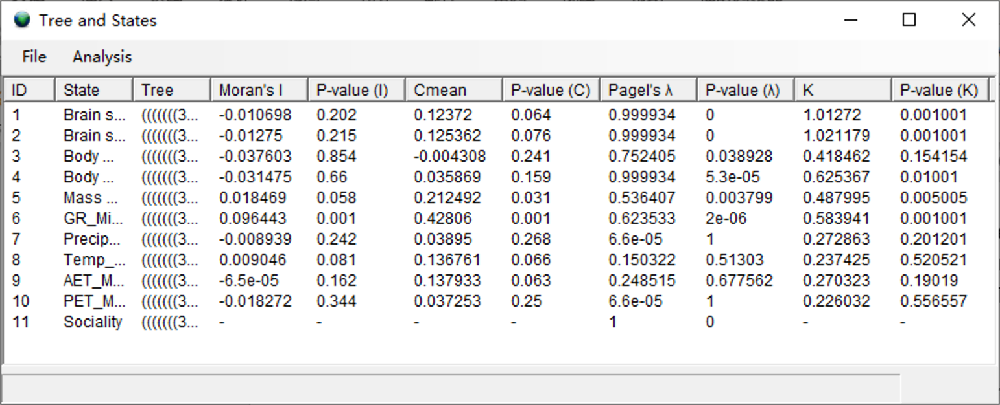 Tree and States
File Analysis
ID State Tree Moran's I P-value (I) Cmean P-value (C) Pagel's λ P-value (λ) K P-value (K)
1 Brain s... (((((((3... -0.010698 0.202 0.12372 0.064 0.999934 0 1.01272 0.001001
2 Brain s... (((((((3... -0.01275 0.215 0.125362 0.076 0.999934 0 1.021179 0.001001
3 Body ... (((((((3... -0.037603 0.854 -0.004308 0.241 0.752405 0.038928 0.418462 0.154154
4 Body ... (((((((3... -0.031475 0.66 0.035869 0.159 0.999934 5.3e-05 0.625367 0.01001
5 Mass ... (((((((3... 0.018469 0.058 0.212492 0.031 0.536407 0.003799 0.487995 0.005005
6 GR_Mi... (((((((3... 0.096443 0.001 0.42806 0.001 0.623533 2e-06 0.583941 0.001001
7 Precip... (((((((3... -0.008939 0.242 0.03895 0.268 6.6e-05 1 0.272863 0.201201
8 Temp_... (((((((3... 0.009046 0.081 0.136761 0.066 0.150322 0.51303 0.237425 0.520521
9 AET_M... (((((((3... -6.5e-05 0.162 0.137933 0.063 0.248515 0.677562 0.270323 0.19019
10 PET_M... (((((((3... -0.018272 0.344 0.037253 0.25 6.6e-05 1 0.226032 0.556557
11 Sociality (((((((3... - - - - 1 0 - -